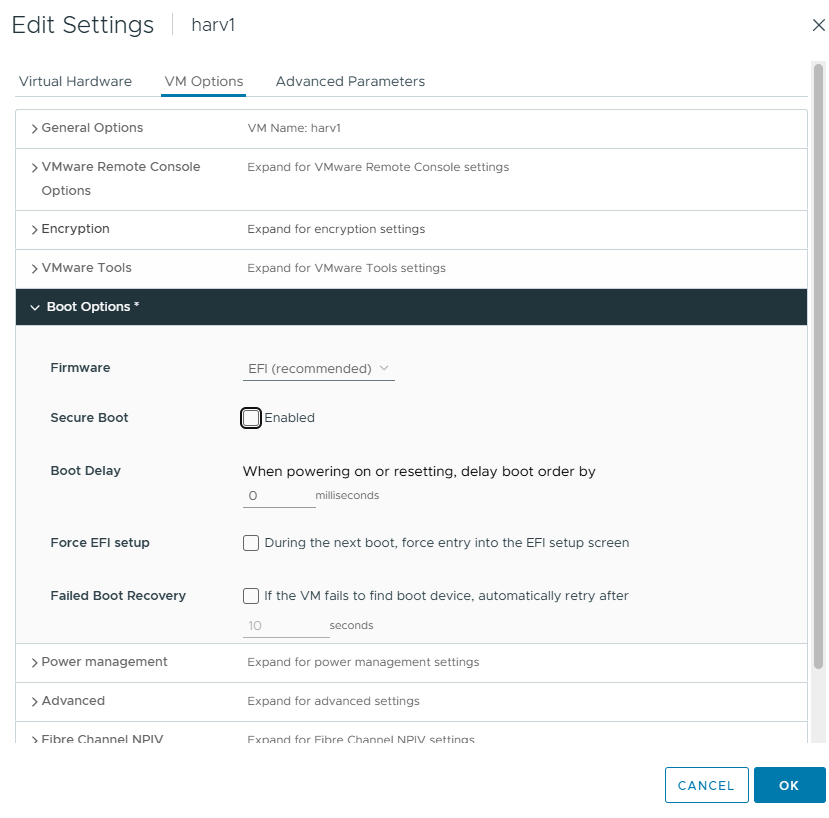 Edit Settings harv1
Virtual Hardware VM Options Advanced Parameters
General Options VM Name: harv1
VMware Remote Console Expand for VMware Remote Console settings
Options
Encryption Expand for encryption settings
VMware Tools Expand for VMware Tools settings
Boot Options *
Firmware EFI (recommended)
Secure Boot Enabled
Boot Delay When powering on or resetting, delay boot order by
0 milliseconds
Force EFI setup During the next boot, force entry into the EFI setup screen
Failed Boot Recovery If the VM fails to find boot device, automatically retry after
10 seconds
Power management Expand for power management settings
Advanced Expand for advanced settings
Fibre Channel NPIV Expand for Fibre Channel NPIV settings
CANCEL OK